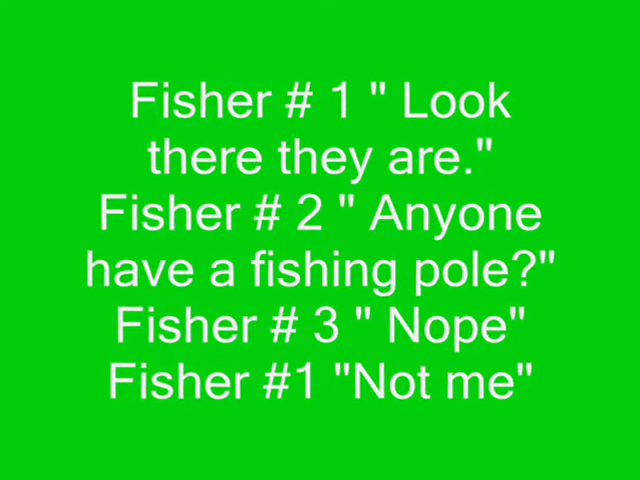 Fisher # 1 " Look
there they are."
Fisher # 2 " Anyone
have a fishing pole?"
Fisher # 3 " Nope"
Fisher #1 "Not me"